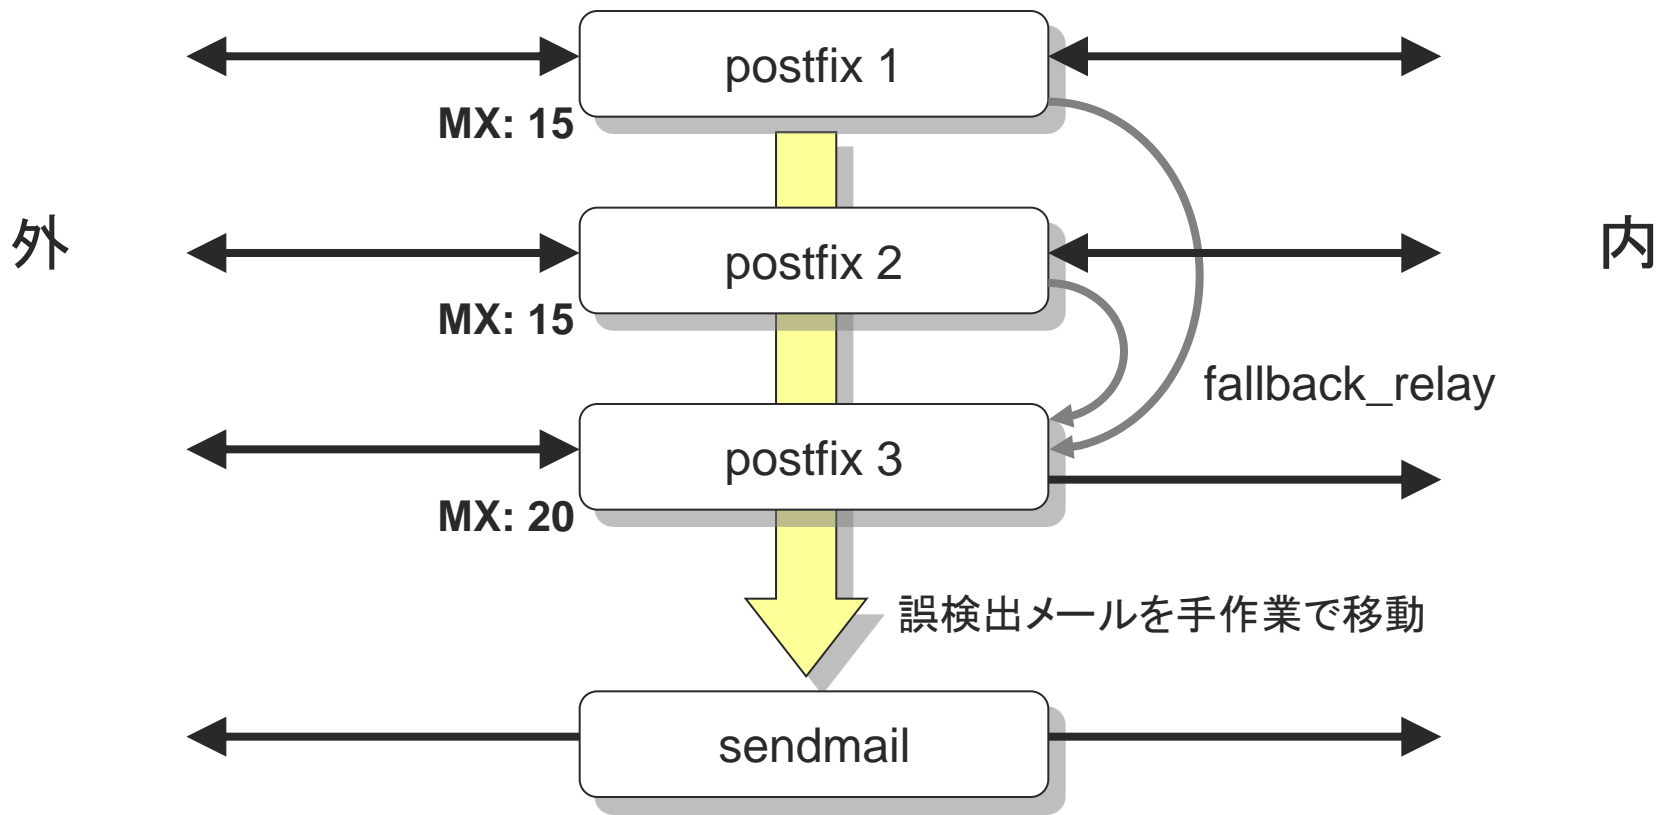 postfix 1
MX: 15
外
内
postfix 2
MX: 15
fallback_relay
postfix 3
MX: 20
誤検出メールを手作業で移動
sendmail